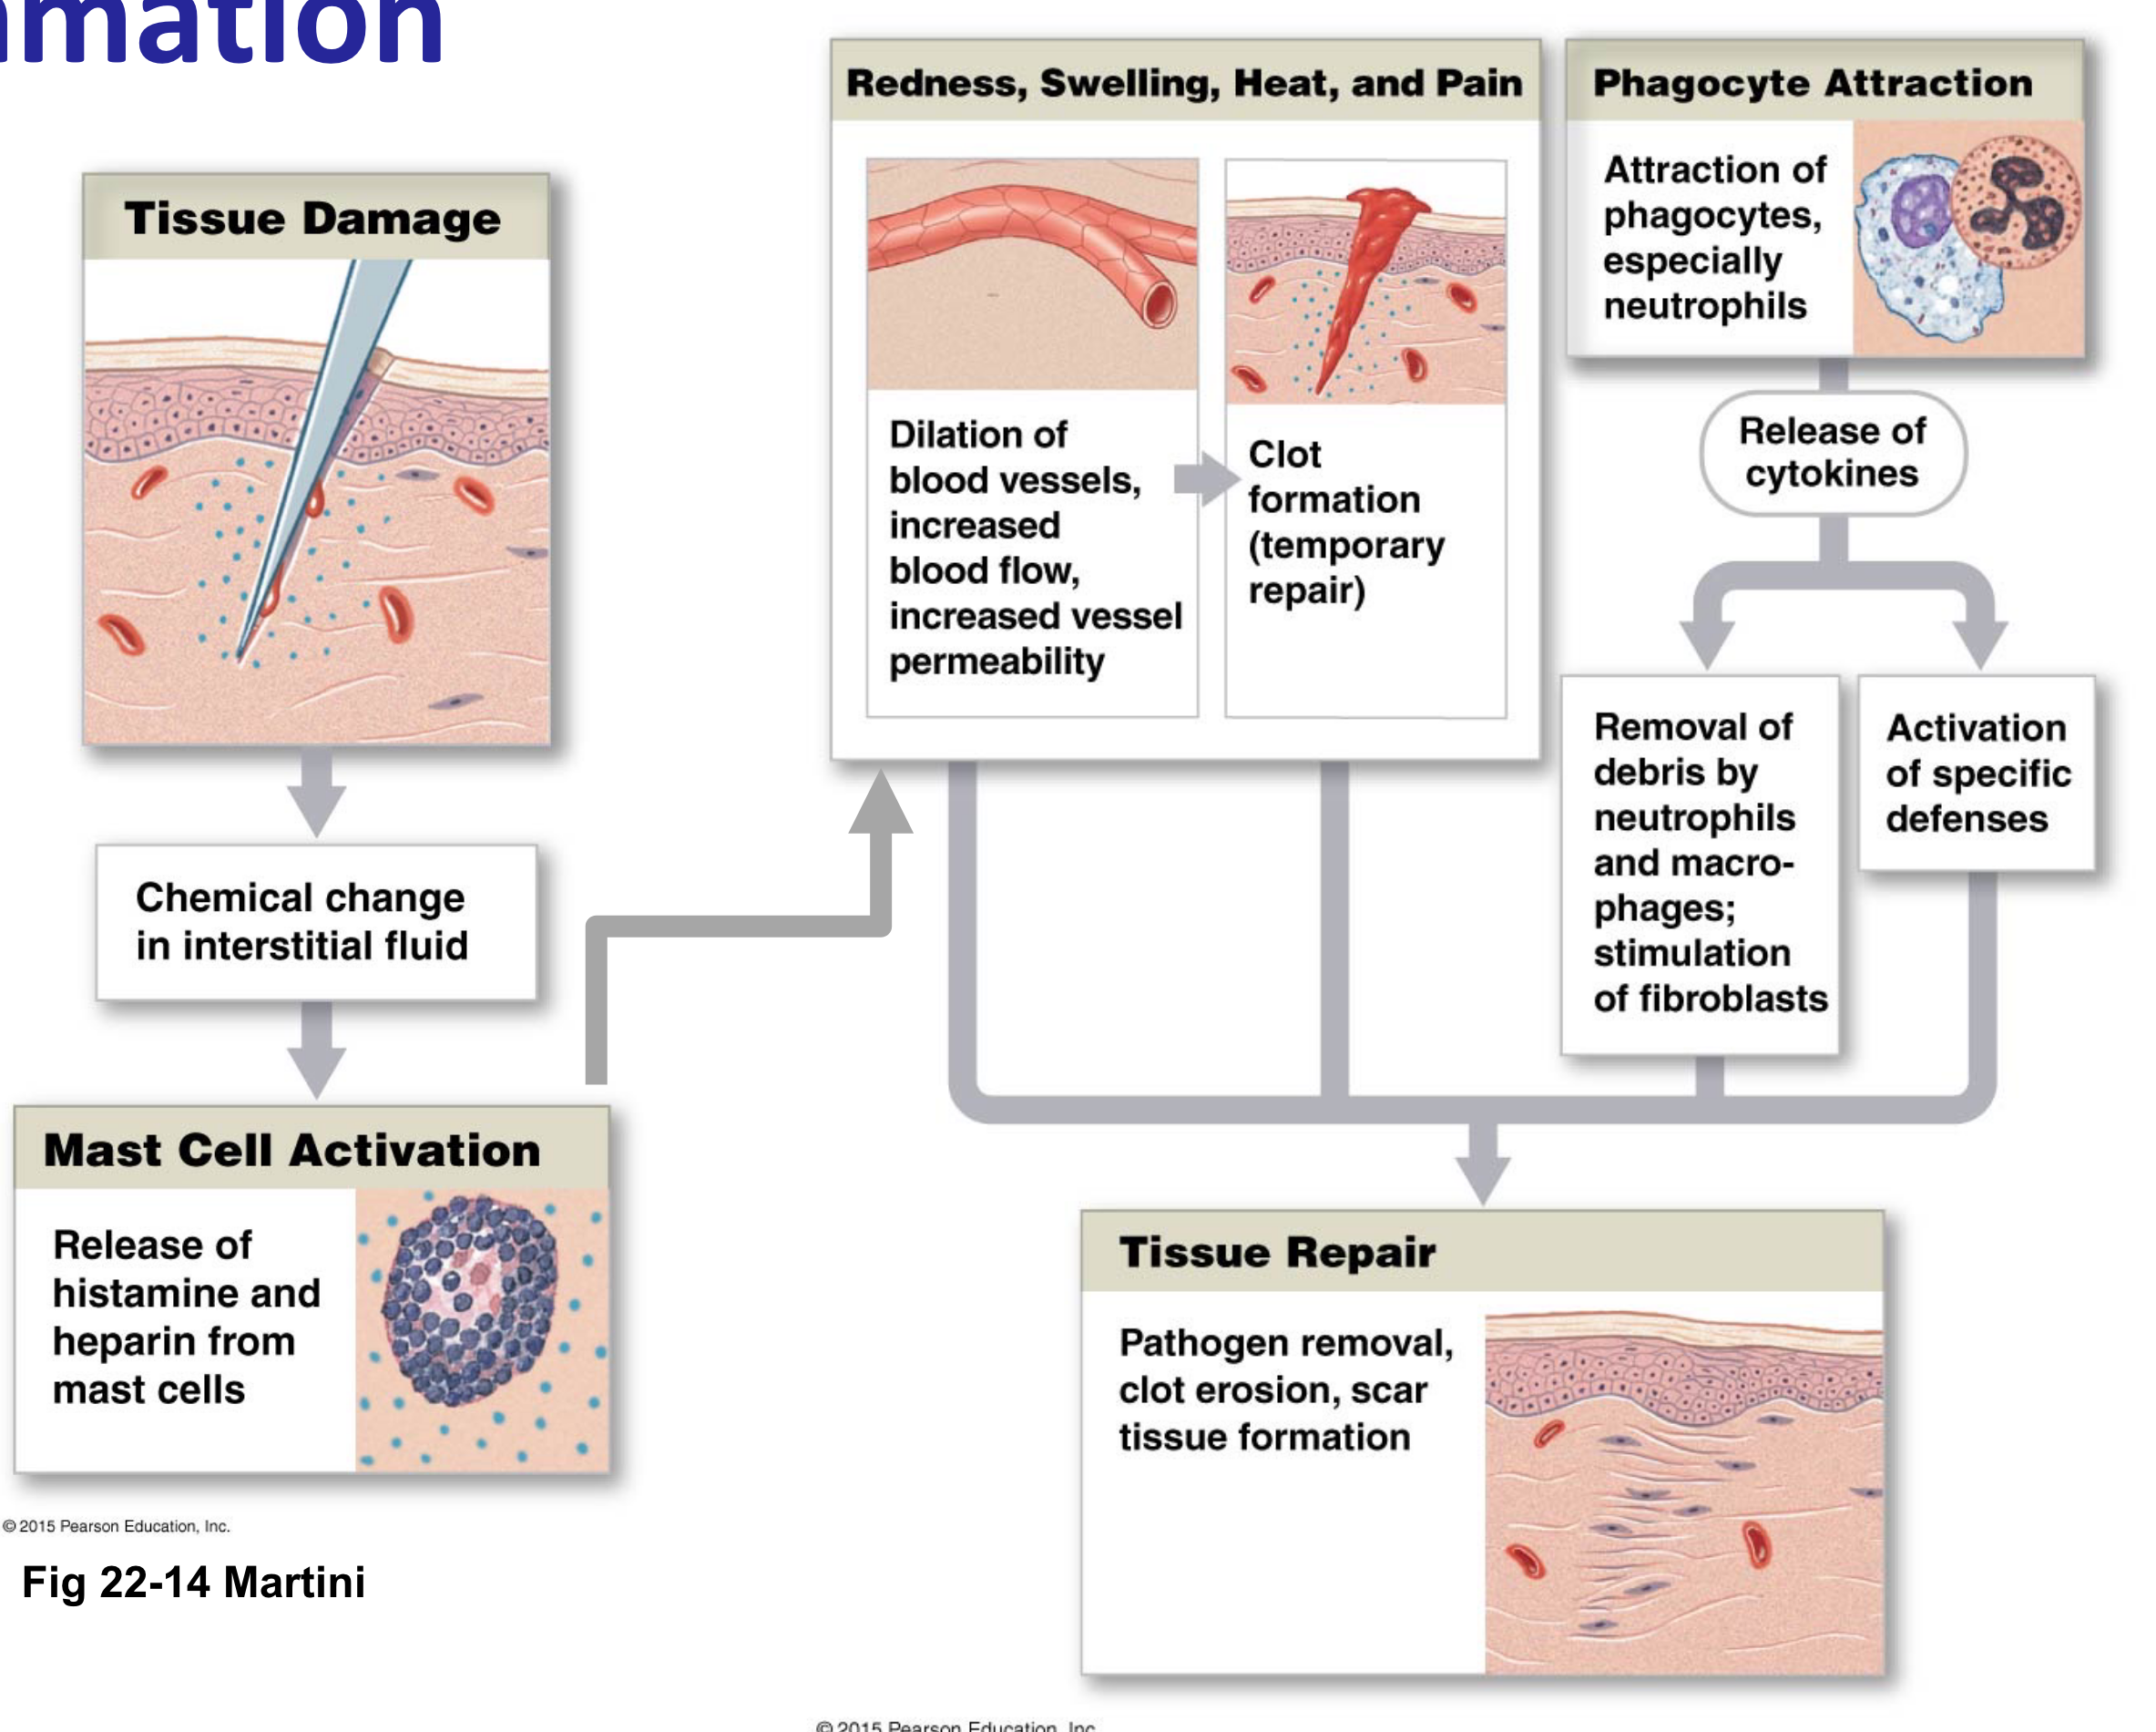 mation
Tissue Damage
Chemical change
in interstitial fluid
Mast Cell Activation
Release of
histamine and
heparin from
mast cells
© 2015 Pearson Education, Inc.
Fig 22-14 Martini
Redness, Swelling, Heat, and Pain
Dilation of
blood vessels,
increased
blood flow,
increased vessel
permeability
Clot
formation
(temporary
repair)
Phagocyte Attraction
Attraction of
phagocytes,
especially
neutrophils
Release of
cytokines
Removal of
debris by
neutrophils
and macro-
phages;
stimulation
of fibroblasts
Activation
of specific
defenses
Tissue Repair
Pathogen removal,
clot erosion, scar
tissue formation
© 2015 Pearson Education, Inc.